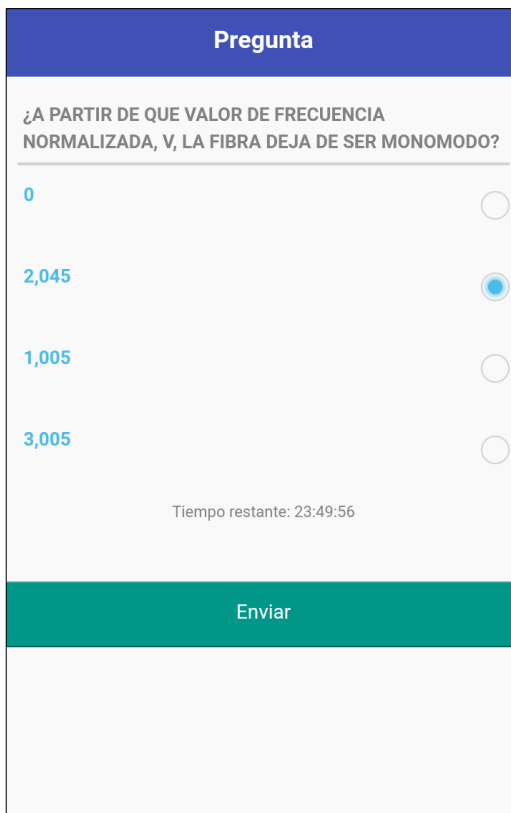 Pregunta
¿A PARTIR DE QUE VALOR DE FRECUENCIA
NORMALIZADA, V, LA FIBRA DEJA DE SER MONOMODO?
0
2,045
1,005
3,005
Tiempo restante: 23:49:56
Enviar